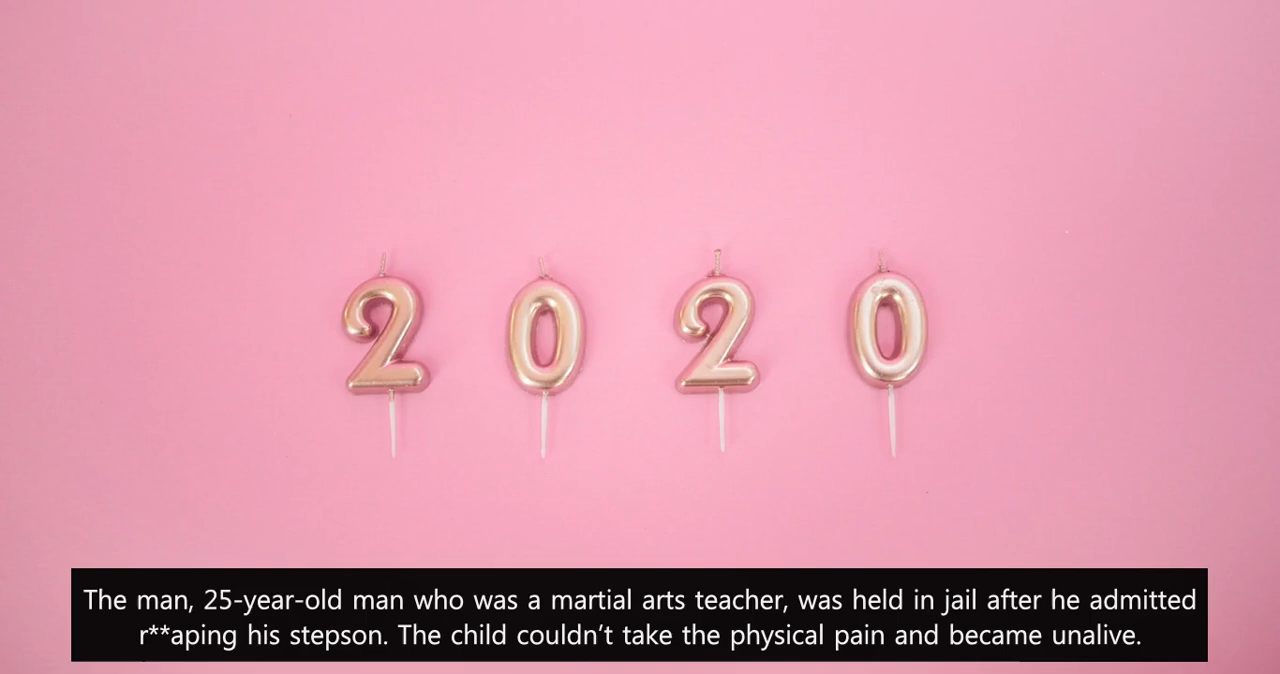 2020
The man, 25-year-old man who was a martial arts teacher, was held in jail after he admitted
r**aping his stepson. The child couldn’t take the physical pain and became unalive.